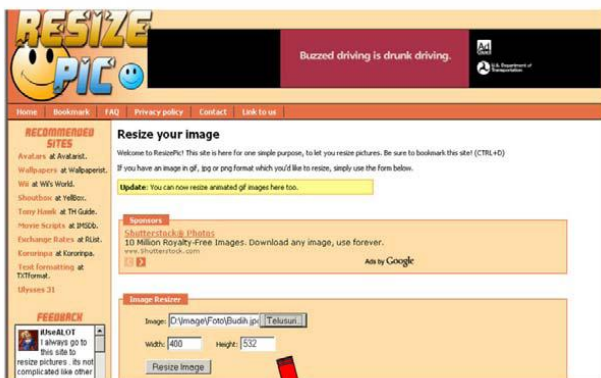 RESIZE
PIC
Buzzed driving is drunk driving.
Ad
U.S. Department of
Transportation
Home | Bookmark | FAQ | Privacy policy | Contact | Link to us
RECOMMENDED
SITES
Avatars at Avatarist.
Wallpapers at Wallpaperist.
Wii at Wii's World.
Shoutbox at YellBox.
Tony Hawk at TH Guide.
Movie Scripts at IMSDb.
Exchange Rates at RList.
Kororinpa at Kororinpa.
Text formatting at
TXTformat.
Ulysses 31
FEEDBACK
iUseALOT
I always go to
this site to
resize pictures . its not
complicated like other
Resize your image
Welcome to ResizePic! This site is here for one simple purpose, to let you resize pictures. Be sure to bookmark this site! (CTRL+D)
If you have an image in gif, jpg or png format which you'd like to resize, simply use the form below.
Update: You can now resize animated gif images here too.
Sponsors
Shutterstock® Photos
10 Million Royalty-Free Images. Download any image, use forever.
www.Shutterstock.com
Ads by Google
Image Resizer
Image: D:\Image\Foto\Budih.jpg Telusuri...
Width: 400 Height: 532
Resize Image